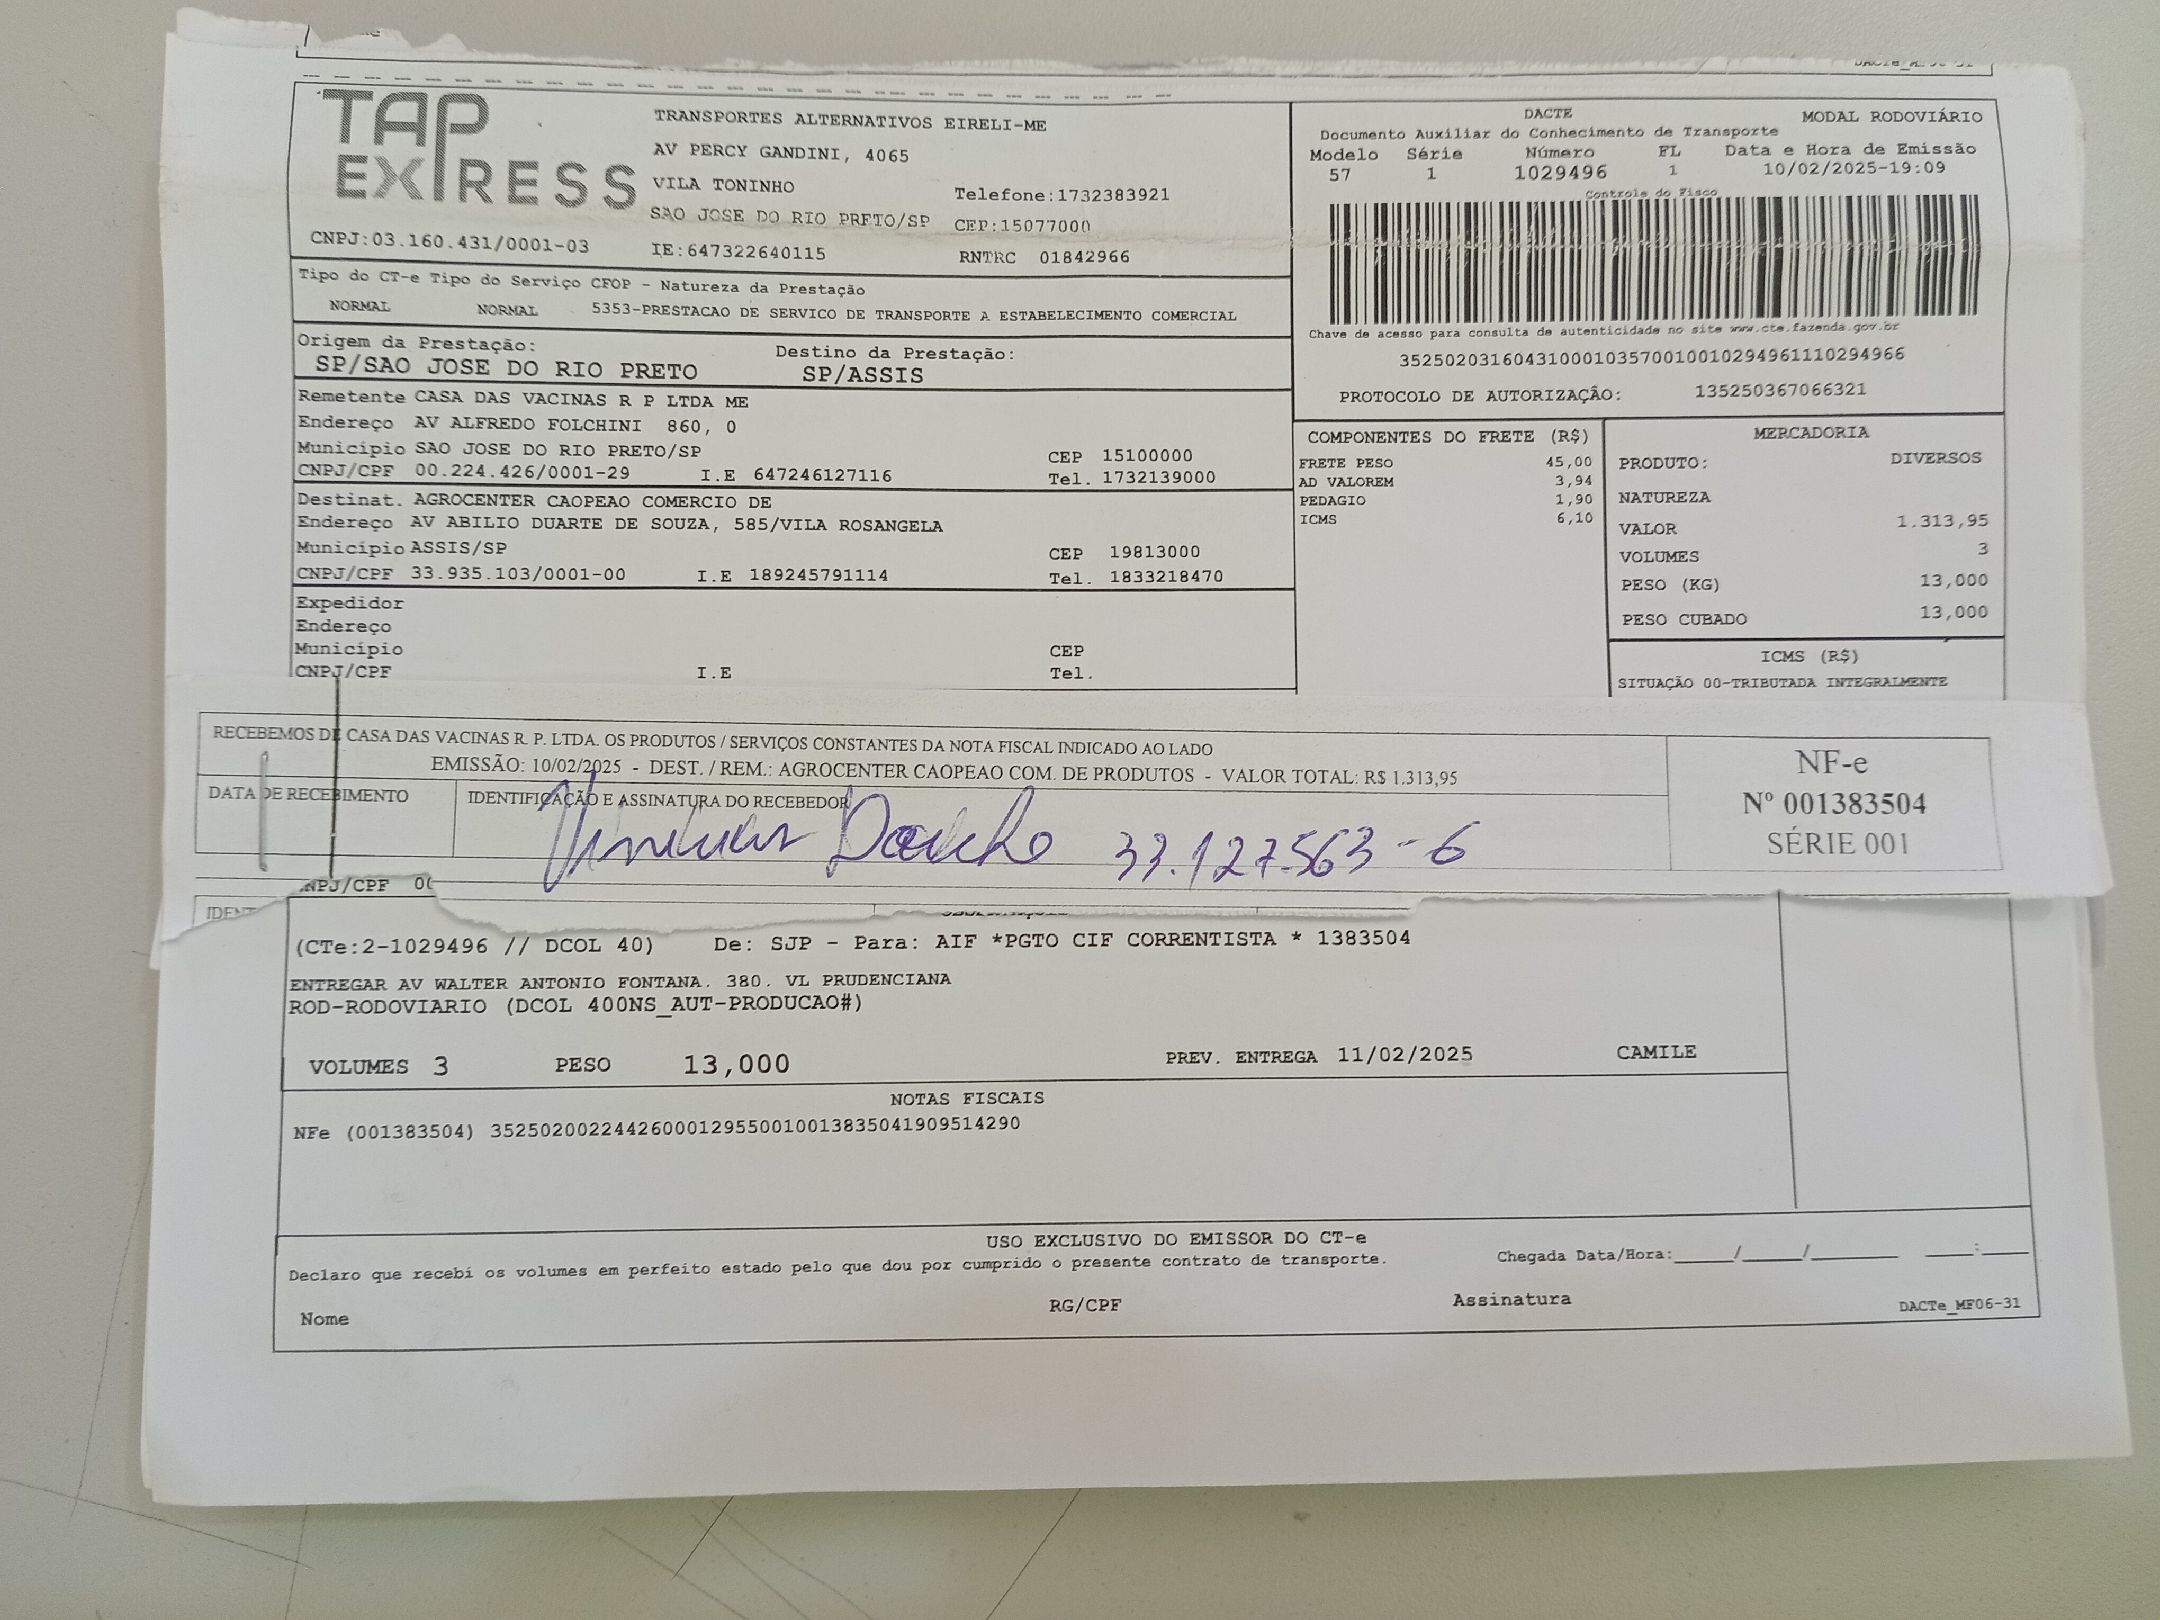 TAP EXPRESS
TRANSPORTES ALTERNATIVOS EIRELI-ME
AV PERCY GANDINI, 4065
VILA TONINHO Telefone:1732383921
SAO JOSE DO RIO PRETO/SP CEP:15077000
CNPJ:03.160.431/0001-03 IE:647322640115 RNTRC 01842966
DACTE MODAL RODOVIÁRIO
Documento Auxiliar do Conhecimento de Transporte
Modelo Série Número FL Data e Hora de Emissão
57 1 1029496 1 10/02/2025-19:09
Controle do Fisco
Chave de acesso para consulta de autenticidade no site www.cte.fazenda.gov.br
35250203160431000103570010010294961110294966
PROTOCOLO DE AUTORIZAÇÃO: 135250367066321
Tipo do CT-e Tipo do Serviço CFOP - Natureza da Prestação
NORMAL NORMAL 5353-PRESTACAO DE SERVICO DE TRANSPORTE A ESTABELECIMENTO COMERCIAL
Origem da Prestação: Destino da Prestação:
SP/SAO JOSE DO RIO PRETO SP/ASSIS
Remetente CASA DAS VACINAS R P LTDA ME
Endereço AV ALFREDO FOLCHINI 860, 0
Município SAO JOSE DO RIO PRETO/SP CEP 15100000
CNPJ/CPF 00.224.426/0001-29 I.E 647246127116 Tel. 1732139000
Destinat. AGROCENTER CAOPEAO COMERCIO DE
Endereço AV ABILIO DUARTE DE SOUZA, 585/VILA ROSANGELA
Município ASSIS/SP CEP 19813000
CNPJ/CPF 33.935.103/0001-00 I.E 189245791114 Tel. 1833218470
Expedidor
Endereço
Município CEP
CNPJ/CPF I.E Tel.
COMPONENTES DO FRETE (R$)
FRETE PESO 45,00
AD VALOREM 3,94
PEDAGIO 1,90
ICMS 6,10
MERCADORIA
PRODUTO: DIVERSOS
NATUREZA
VALOR 1.313,95
VOLUMES 3
PESO (KG) 13,000
PESO CUBADO 13,000
ICMS (R$)
SITUAÇÃO 00-TRIBUTADA INTEGRALMENTE
RECEBEMOS DE CASA DAS VACINAS R. P. LTDA. OS PRODUTOS / SERVIÇOS CONSTANTES DA NOTA FISCAL INDICADO AO LADO
EMISSÃO: 10/02/2025 - DEST. / REM.: AGROCENTER CAOPEAO COM. DE PRODUTOS - VALOR TOTAL: R$ 1.313,95
DATA DE RECEBIMENTO IDENTIFICAÇÃO E ASSINATURA DO RECEBEDOR
33.127.563-6
NF-e
Nº 001383504
SÉRIE 001
CNPJ/CPF
(CTe:2-1029496 // DCOL 40) De: SJP - Para: AIF *PGTO CIF CORRENTISTA * 1383504
ENTREGAR AV WALTER ANTONIO FONTANA. 380. VL PRUDENCIANA
ROD-RODOVIARIO (DCOL 400NS_AUT-PRODUCAO#)
VOLUMES 3 PESO 13,000 PREV. ENTREGA 11/02/2025 CAMILE
NOTAS FISCAIS
NFe (001383504) 35250200224426000129550010013835041909514290
USO EXCLUSIVO DO EMISSOR DO CT-e
Declaro que recebi os volumes em perfeito estado pelo que dou por cumprido o presente contrato de transporte. Chegada Data/Hora:____/____/______ ___:___
Nome RG/CPF Assinatura DACTe_MF06-31